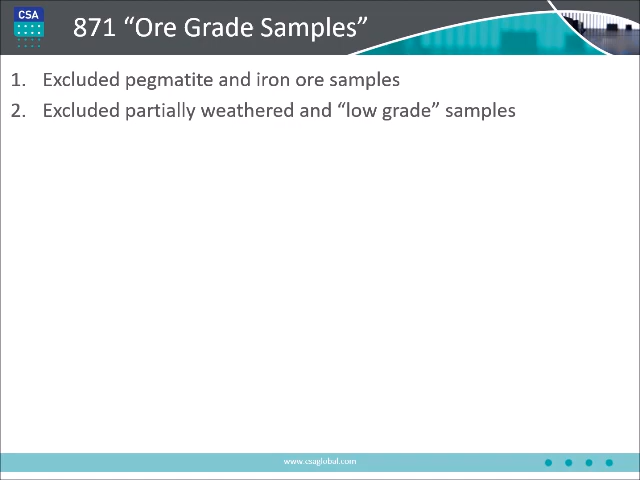 CSA
871 “Ore Grade Samples”
1. Excluded pegmatite and iron ore samples
2. Excluded partially weathered and “low grade” samples
www.csaglobal.com